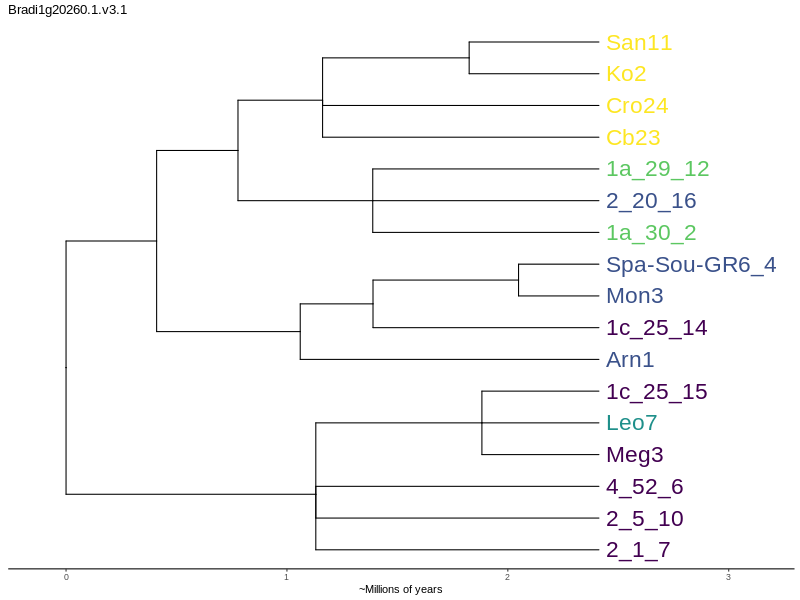 Bradi1g20260.1.v3.1
San11
Ko2
Cro24
Cb23
1a_29_12
2_20_16
1a_30_2
Spa-Sou-GR6_4
Mon3
1c_25_14
Arn1
1c_25_15
Leo7
Meg3
4_52_6
2_5_10
2_1_7
0 1 2 3
~Millions of years